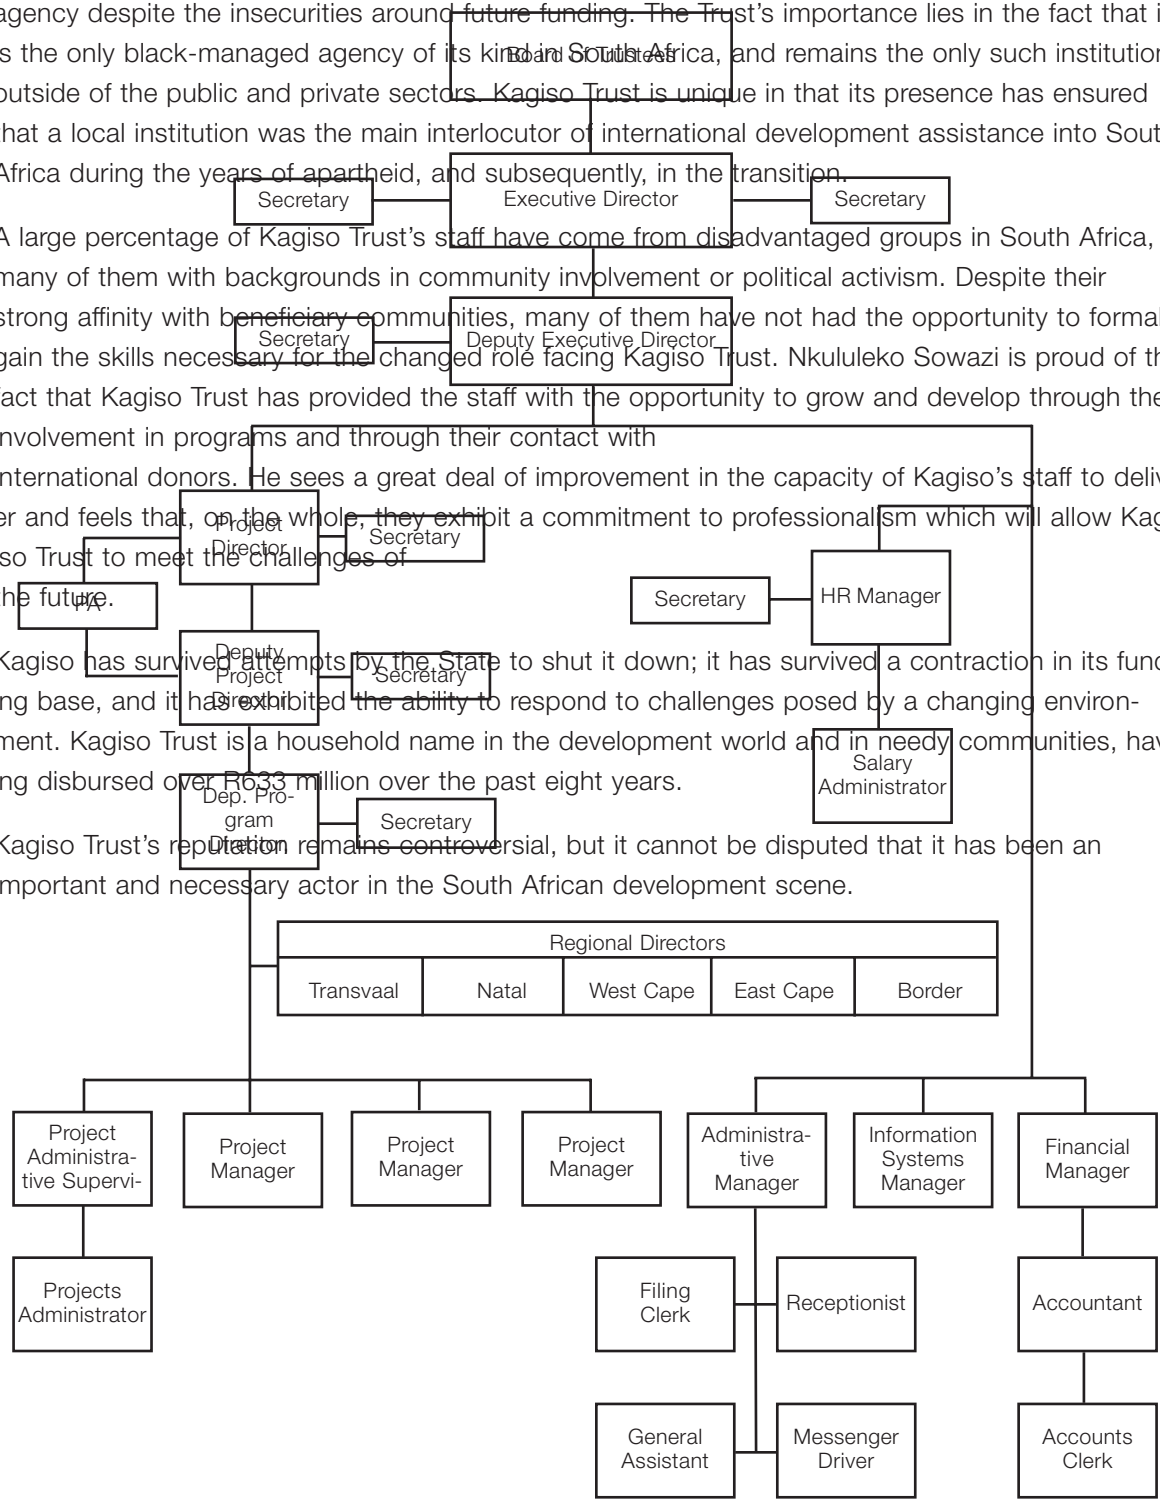 agency despite the insecurities around future funding. The Trust’s importance lies in the fact that i
s the only black-managed agency of its kind in South Africa, and remains the only such institution
Board of Trustees
outside of the public and private sectors. Kagiso Trust is unique in that its presence has ensured
that a local institution was the main interlocutor of international development assistance into Sout
Africa during the years of apartheid, and subsequently, in the transition.
Secretary
Executive Director
Secretary
A large percentage of Kagiso Trust’s staff have come from disadvantaged groups in South Africa,
many of them with backgrounds in community involvement or political activism. Despite their
strong affinity with beneficiary communities, many of them have not had the opportunity to formal
Secretary
Deputy Executive Director
gain the skills necessary for the changed role facing Kagiso Trust. Nkululeko Sowazi is proud of th
fact that Kagiso Trust has provided the staff with the opportunity to grow and develop through the
nvolvement in programs and through their contact with
nternational donors. He sees a great deal of improvement in the capacity of Kagiso’s staff to deliv
er and feels that, on the whole, they exhibit a commitment to professionalism which will allow Kag
so Trust to meet the challenges of
the future.
Project
Director
Secretary
PA
Secretary
HR Manager
Kagiso has survived attempts by the State to shut it down; it has survived a contraction in its fund
ng base, and it has exhibited the ability to respond to challenges posed by a changing environ-
ment. Kagiso Trust is a household name in the development world and in needy communities, hav
ng disbursed over R633 million over the past eight years.
Deputy
Project
Director
Secretary
Salary
Administrator
Dep. Pro-
gram
Director
Secretary
Kagiso Trust’s reputation remains controversial, but it cannot be disputed that it has been an
mportant and necessary actor in the South African development scene.
Regional Directors
Transvaal
Natal
West Cape
East Cape
Border
Project
Administra-
tive Supervi-
Project
Manager
Project
Manager
Project
Manager
Administra-
tive
Manager
Information
Systems
Manager
Financial
Manager
Projects
Administrator
Filing
Clerk
Receptionist
Accountant
General
Assistant
Messenger
Driver
Accounts
Clerk